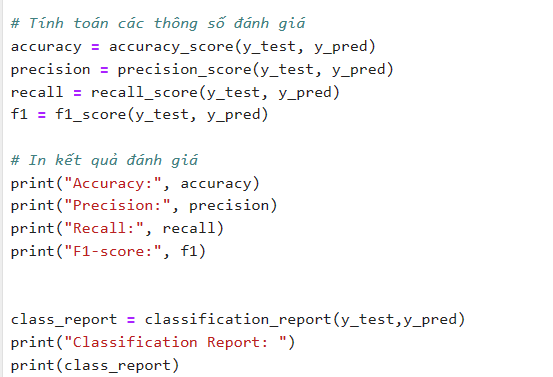 # Tính toán các thông số đánh giá
accuracy = accuracy_score(y_test, y_pred)
precision = precision_score(y_test, y_pred)
recall = recall_score(y_test, y_pred)
f1 = f1_score(y_test, y_pred)
# In kết quả đánh giá
print("Accuracy:", accuracy)
print("Precision:", precision)
print("Recall:", recall)
print("F1-score:", f1)
class_report = classification_report(y_test,y_pred)
print("Classification Report: ")
print(class_report)